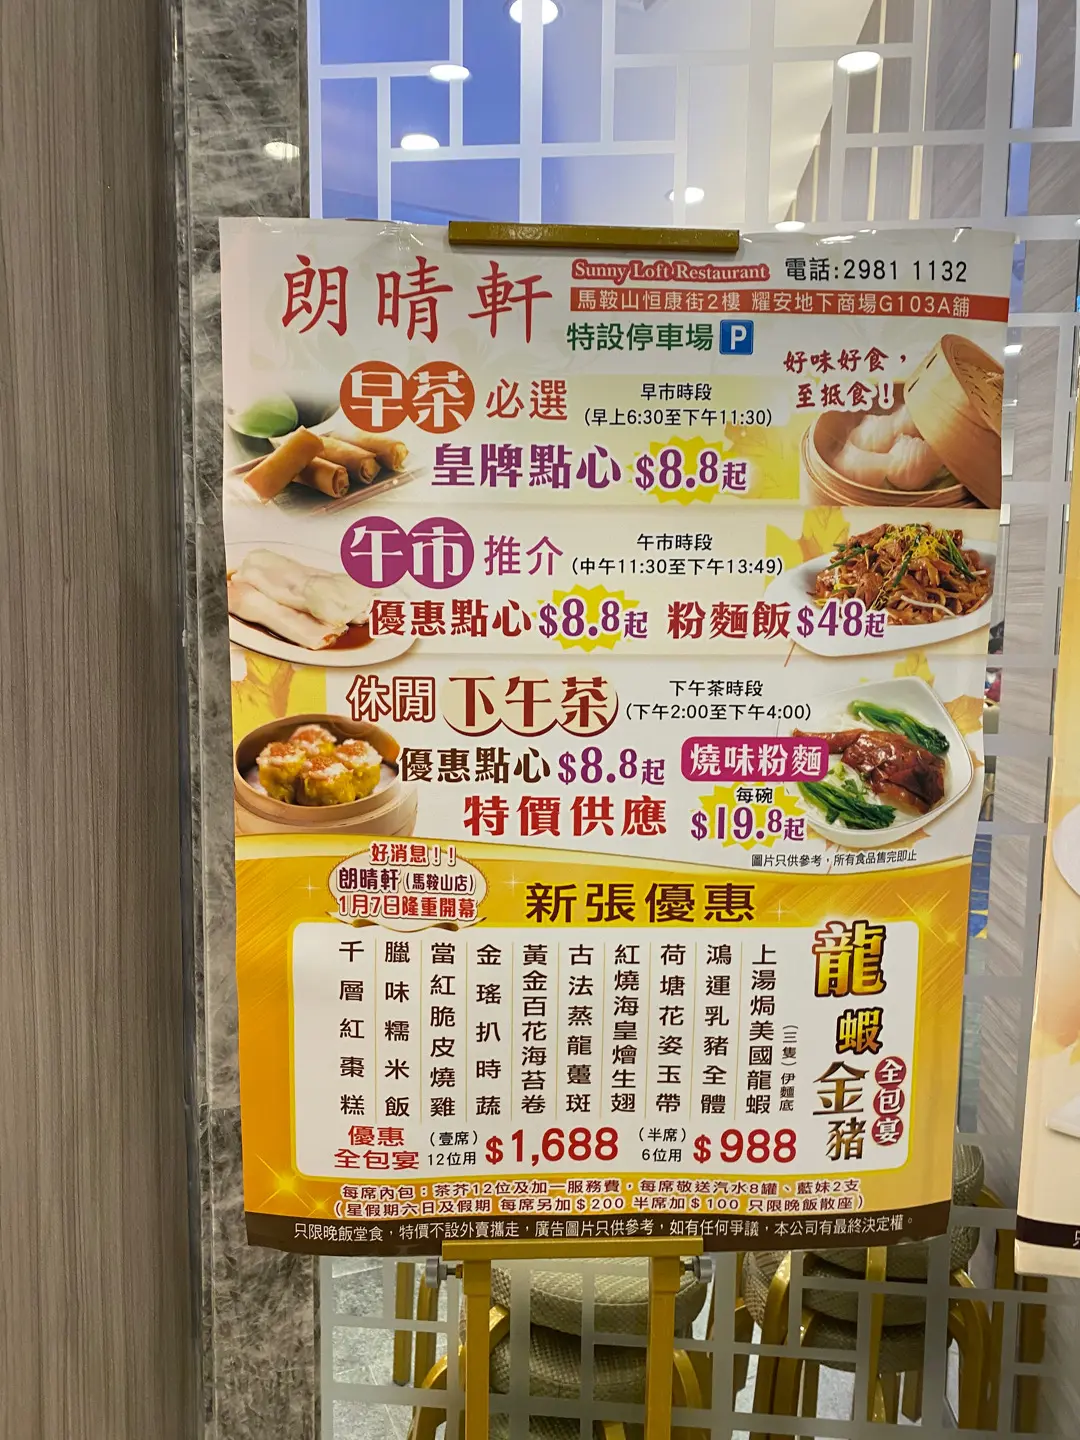 朗晴軒
Sunny Loft Restaurant
電話:2981 1132
馬鞍山恒康街2樓 耀安地下商場G103A舖
特設停車場 P
好味好食，
至抵食！
早茶 必選
早市時段
(早上6:30至下午11:30)
皇牌點心 $8.8起
午市 推介
午市時段
(中午11:30至下午13:49)
優惠點心 $8.8起 粉麵飯 $48起
休閒 下午茶
下午茶時段
(下午2:00至下午4:00)
優惠點心 $8.8起
特價供應
燒味粉麵
每碗
$19.8起
圖片只供參考，所有食品售完即止
好消息！！
朗晴軒(馬鞍山店)
1月7日隆重開幕
新張優惠
龍蝦金豬
全包宴
上湯焗美國龍蝦(三隻)伊麵底
鴻運乳豬全體
荷塘花姿玉帶
紅燒海皇燴生翅
古法蒸龍躉斑
黃金百花海苔卷
金瑤扒時蔬
當紅脆皮燒雞
臘味糯米飯
千層紅棗糕
優惠
全包宴
(壹席)
12位用
$1,688
(半席)
6位用
$988
每席內包：茶芥12位及加一服務費，每席敬送汽水8罐、藍妹2支
(星假期六日及假期 每席另加$200 半席加$100 只限晚飯散座)
只限晚飯堂食，特價不設外賣攜走，廣告圖片只供參考，如有任何爭議，本公司有最終決定權。